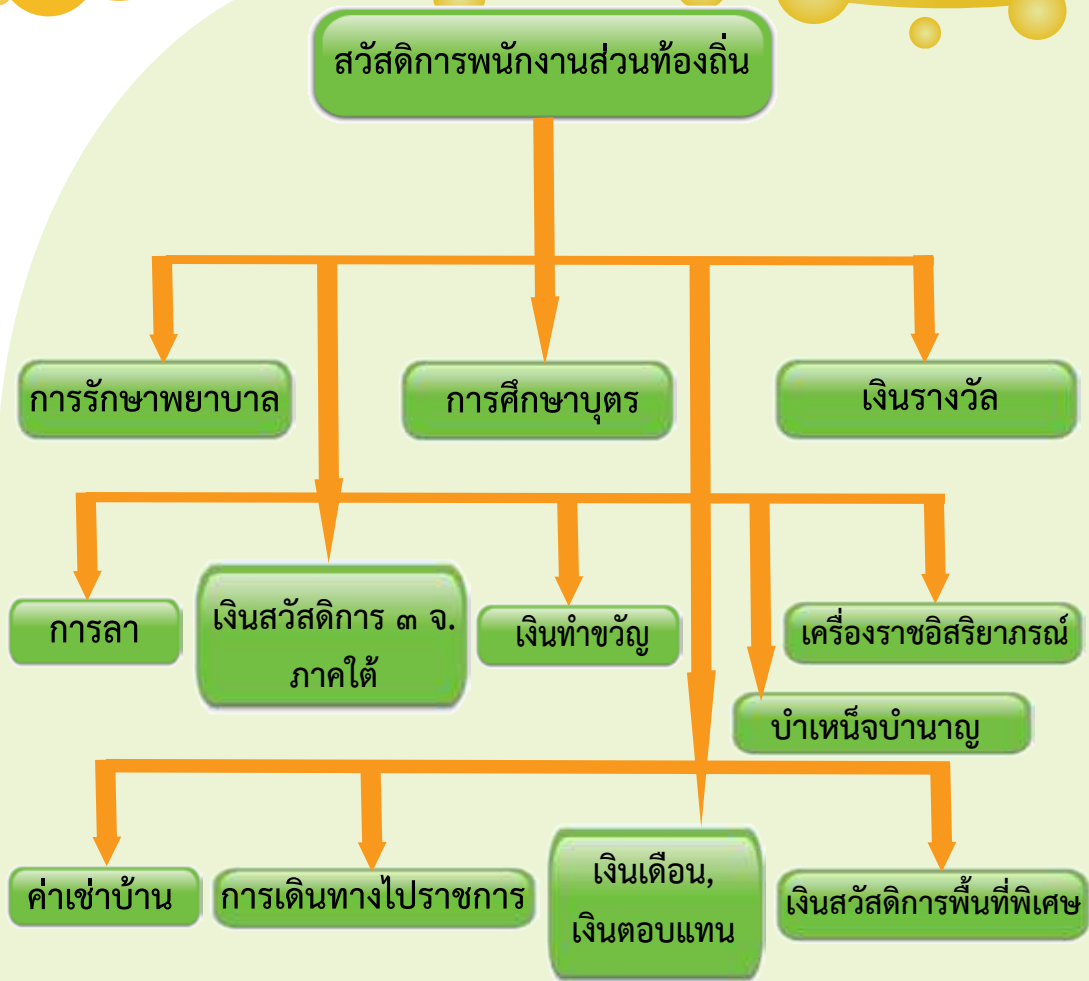 สวัสดิการพนักงานส่วนท้องถิ่น
การรักษาพยาบาล
การศึกษาบุตร
เงินรางวัล
การลา
เงินสวัสดิการ ๓ จ.
ภาคใต้
เงินทำขวัญ
เครื่องราชอิสริยาภรณ์
บำเหน็จบำนาญ
ค่าเช่าบ้าน
การเดินทางไปราชการ
เงินเดือน,
เงินตอบแทน
เงินสวัสดิการพื้นที่พิเศษ